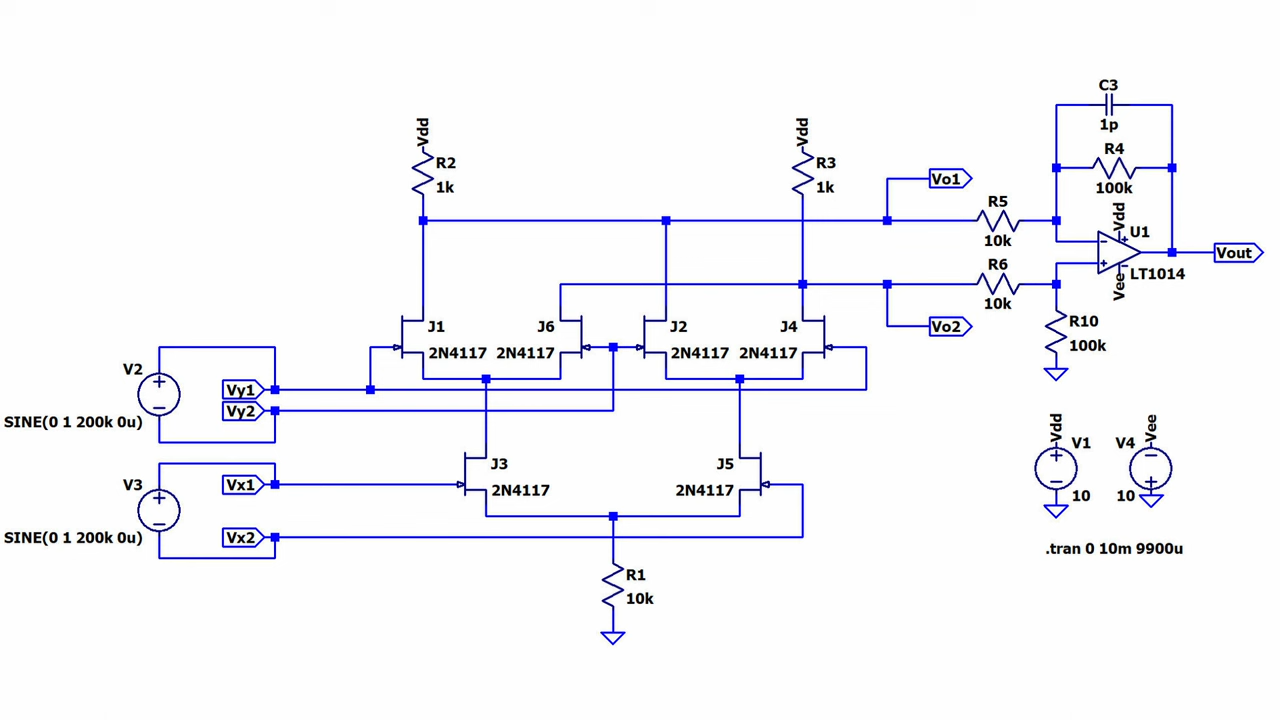 C3
1p
Vdd
R2
1k
Vdd
R3
1k
R4
100k
Vo1
R5
10k
Vdd
U1
Vout
R6
10k
LT1014
Vee
Vo2
R10
100k
J1
2N4117
J6
2N4117
J2
2N4117
J4
2N4117
V2
SINE(0 1 200k 0u)
Vy1
Vy2
V3
SINE(0 1 200k 0u)
Vx1
Vx2
J3
2N4117
J5
2N4117
R1
10k
Vdd
V1
10
Vee
V4
10
.tran 0 10m 9900u